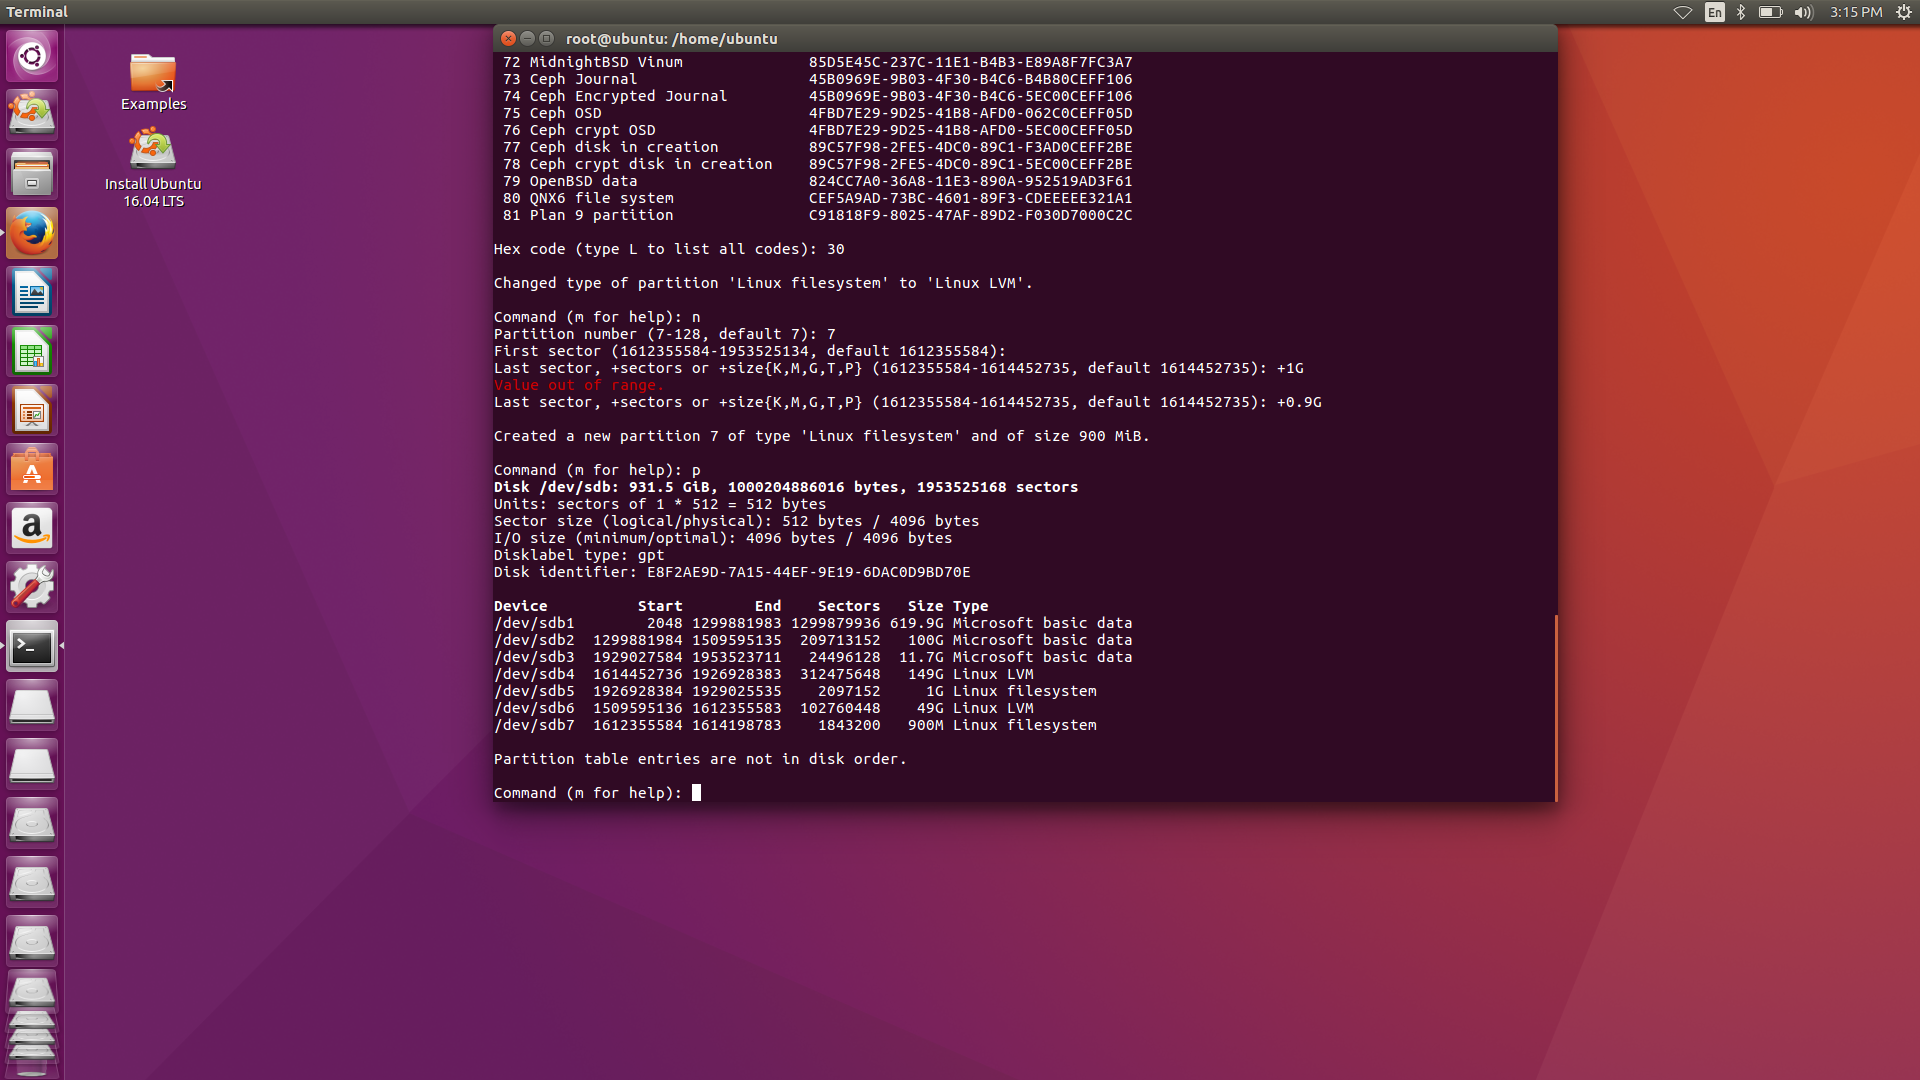 Terminal
En
3:15 PM
Examples
Install Ubuntu
16.04 LTS
root@ubuntu: /home/ubuntu
72 MidnightBSD Vinum 85D5E45C-237C-11E1-B4B3-E89A8F7FC3A7
73 Ceph Journal 45B0969E-9B03-4F30-B4C6-B4B80CEFF106
74 Ceph Encrypted Journal 45B0969E-9B03-4F30-B4C6-5EC00CEFF106
75 Ceph OSD 4FBD7E29-9D25-41B8-AFD0-062C0CEFF05D
76 Ceph crypt OSD 4FBD7E29-9D25-41B8-AFD0-5EC00CEFF05D
77 Ceph disk in creation 89C57F98-2FE5-4DC0-89C1-F3AD0CEFF2BE
78 Ceph crypt disk in creation 89C57F98-2FE5-4DC0-89C1-5EC00CEFF2BE
79 OpenBSD data 824CC7A0-36A8-11E3-890A-952519AD3F61
80 QNX6 file system CEF5A9AD-73BC-4601-89F3-CDEEEEE321A1
81 Plan 9 partition C91818F9-8025-47AF-89D2-F030D7000C2C
Hex code (type L to list all codes): 30
Changed type of partition 'Linux filesystem' to 'Linux LVM'.
Command (m for help): n
Partition number (7-128, default 7): 7
First sector (1612355584-1953525134, default 1612355584):
Last sector, +sectors or +size{K,M,G,T,P} (1612355584-1614452735, default 1614452735): +1G
Value out of range.
Last sector, +sectors or +size{K,M,G,T,P} (1612355584-1614452735, default 1614452735): +0.9G
Created a new partition 7 of type 'Linux filesystem' and of size 900 MiB.
Command (m for help): p
Disk /dev/sdb: 931.5 GiB, 1000204886016 bytes, 1953525168 sectors
Units: sectors of 1 * 512 = 512 bytes
Sector size (logical/physical): 512 bytes / 4096 bytes
I/O size (minimum/optimal): 4096 bytes / 4096 bytes
Disklabel type: gpt
Disk identifier: E8F2AE9D-7A15-44EF-9E19-6DAC0D9BD70E
Device Start End Sectors Size Type
/dev/sdb1 2048 1299881983 1299879936 619.9G Microsoft basic data
/dev/sdb2 1299881984 1509595135 209713152 100G Microsoft basic data
/dev/sdb3 1929027584 1953523711 24496128 11.7G Microsoft basic data
/dev/sdb4 1614452736 1926928383 312475648 149G Linux LVM
/dev/sdb5 1926928384 1929025535 2097152 1G Linux filesystem
/dev/sdb6 1509595136 1612355583 102760448 49G Linux LVM
/dev/sdb7 1612355584 1614198783 1843200 900M Linux filesystem
Partition table entries are not in disk order.
Command (m for help):